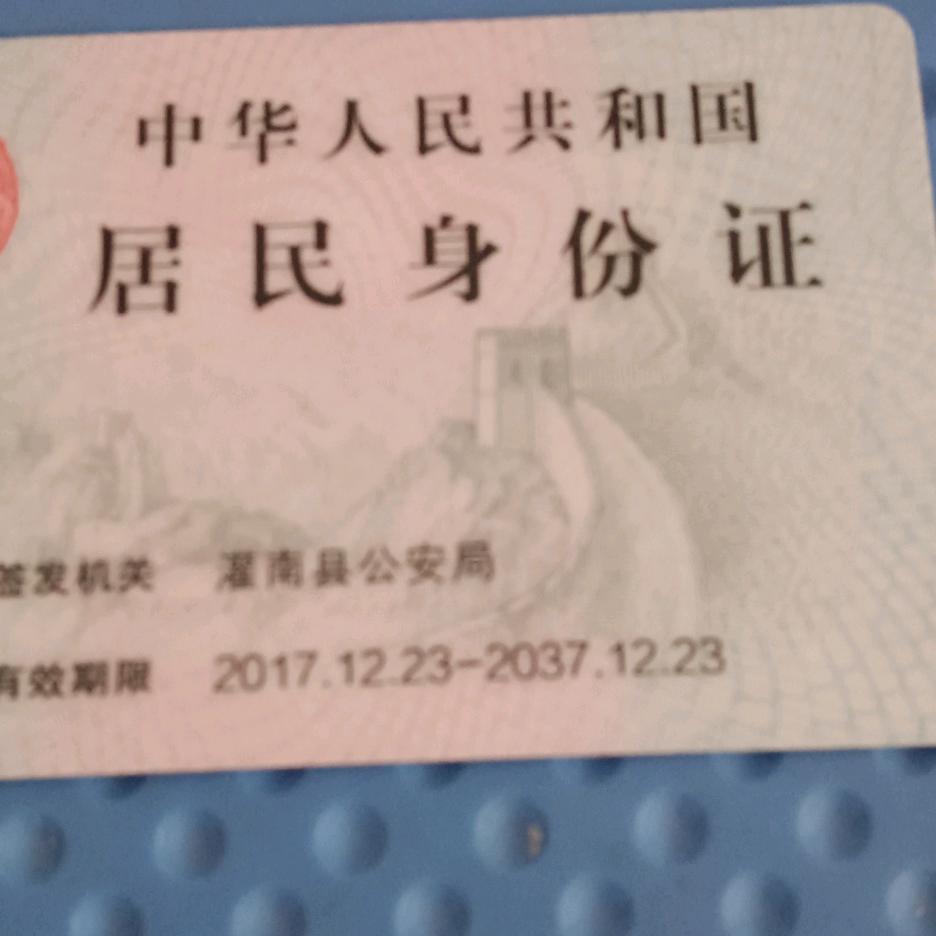 中华人民共和国
居民身份证
签发机关 灌南县公安局
有效期限 2017.12.23-2037.12.23